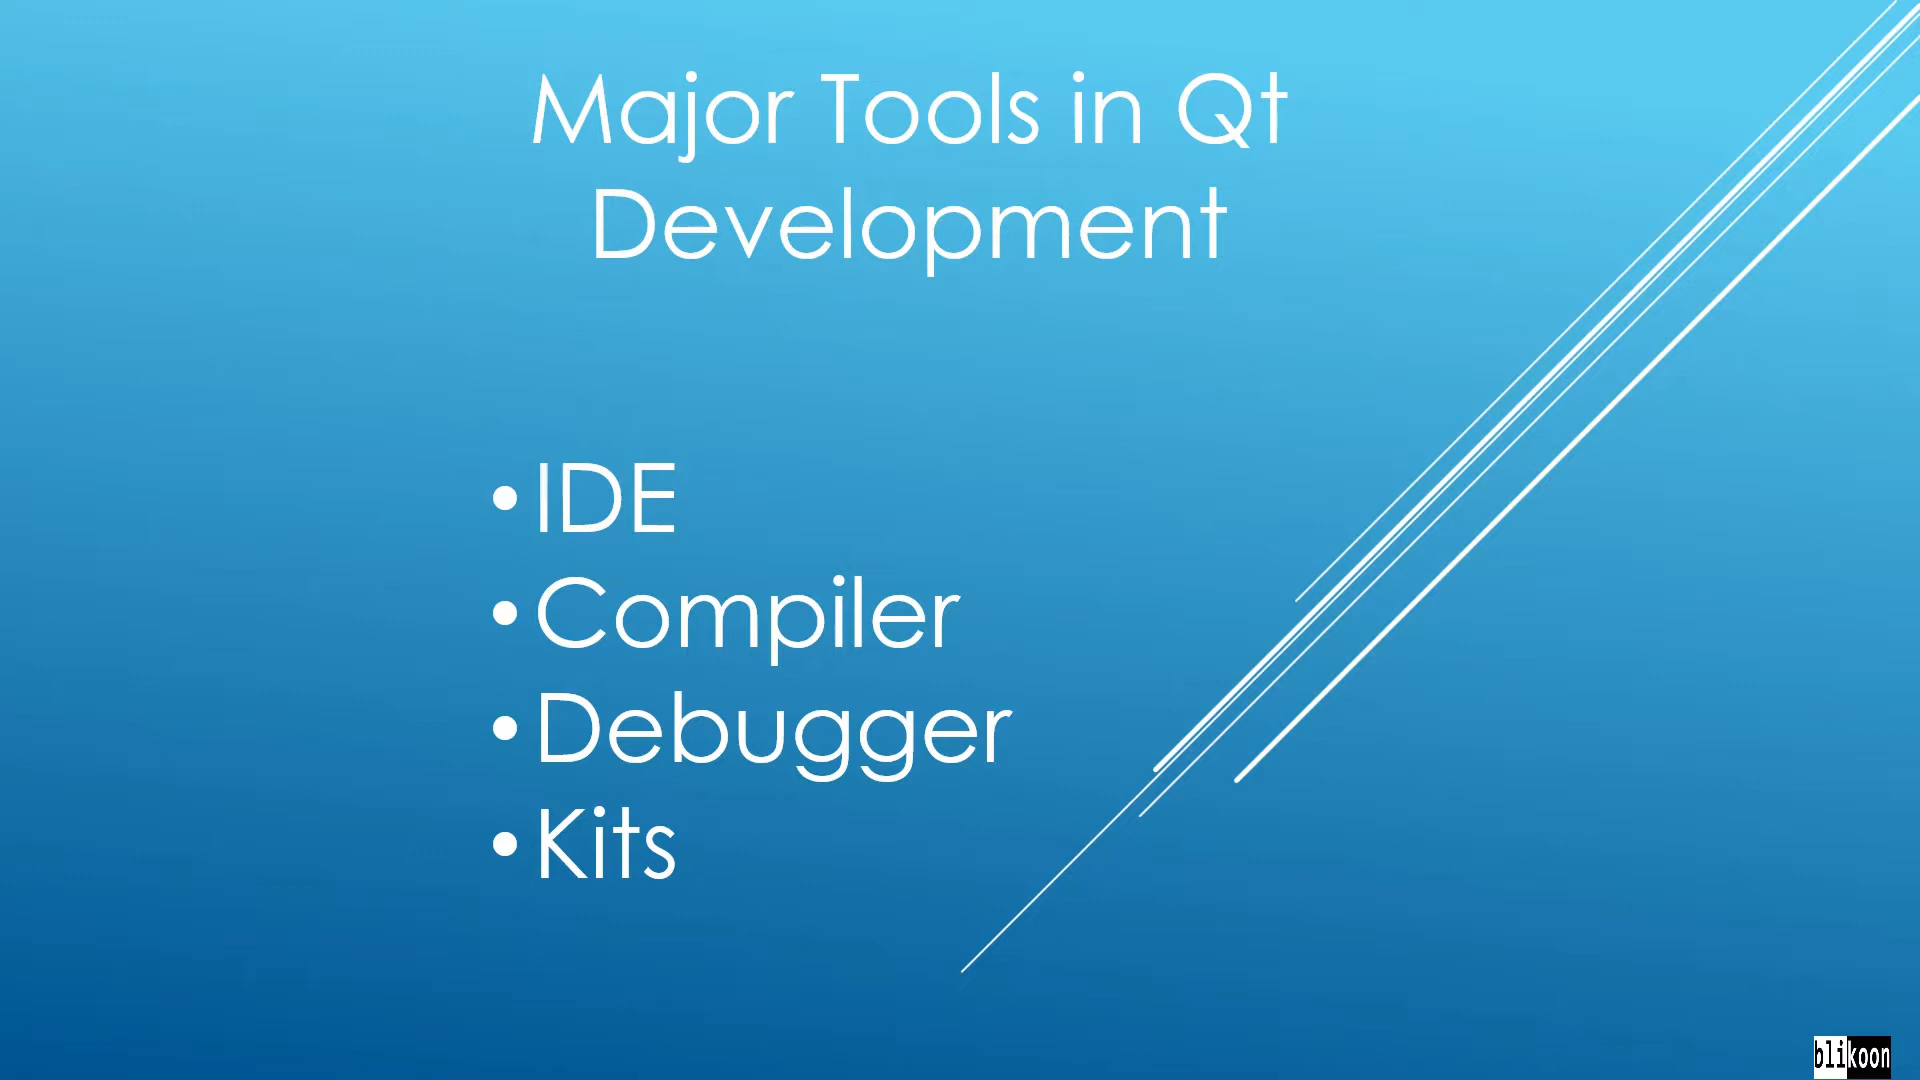 Major Tools in Qt
Development
• IDE
• Compiler
• Debugger
• Kits
blikoon